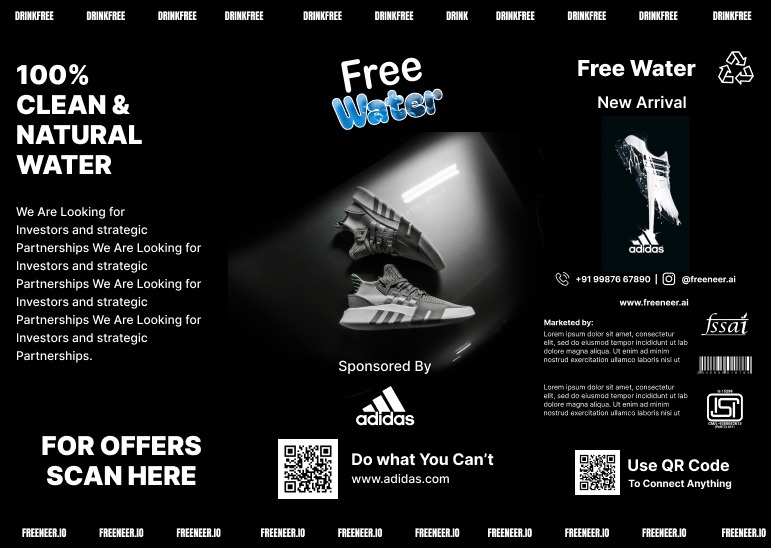 DRINKFREE DRINKFREE DRINKFREE DRINKFREE DRINKFREE DRINKFREE DRINK DRINKFREE DRINKFREE DRINKFREE DRINKFREE
100%
CLEAN &
NATURAL
WATER
We Are Looking for
Investors and strategic
Partnerships We Are Looking for
Investors and strategic
Partnerships We Are Looking for
Investors and strategic
Partnerships We Are Looking for
Investors and strategic
Partnerships.
FOR OFFERS
SCAN HERE
Free
Water
Sponsored By
adidas
Do what You Can't
www.adidas.com
Free Water
New Arrival
adidas
+91 99876 67890 | @freeneer.ai
www.freeneer.ai
Marketed by:
Lorem ipsum dolor sit amet, consectetur
elit, sed do eiusmod tempor incididunt ut lab
dolore magna aliqua. Ut enim ad minim
nostrud exercitation ullamco laboris nisi ut
fssai
Lorem ipsum dolor sit amet, consectetur
elit, sed do eiusmod tempor incididunt ut lab
dolore magna aliqua. Ut enim ad minim
nostrud exercitation ullamco laboris nisi ut
Use QR Code
To Connect Anything
FREENEER.IO FREENEER.IO FREENEER.IO FREENEER.IO FREENEER.IO FREENEER.IO FREENEER.IO FREENEER.IO FREENEER.IO FREENEER.IO